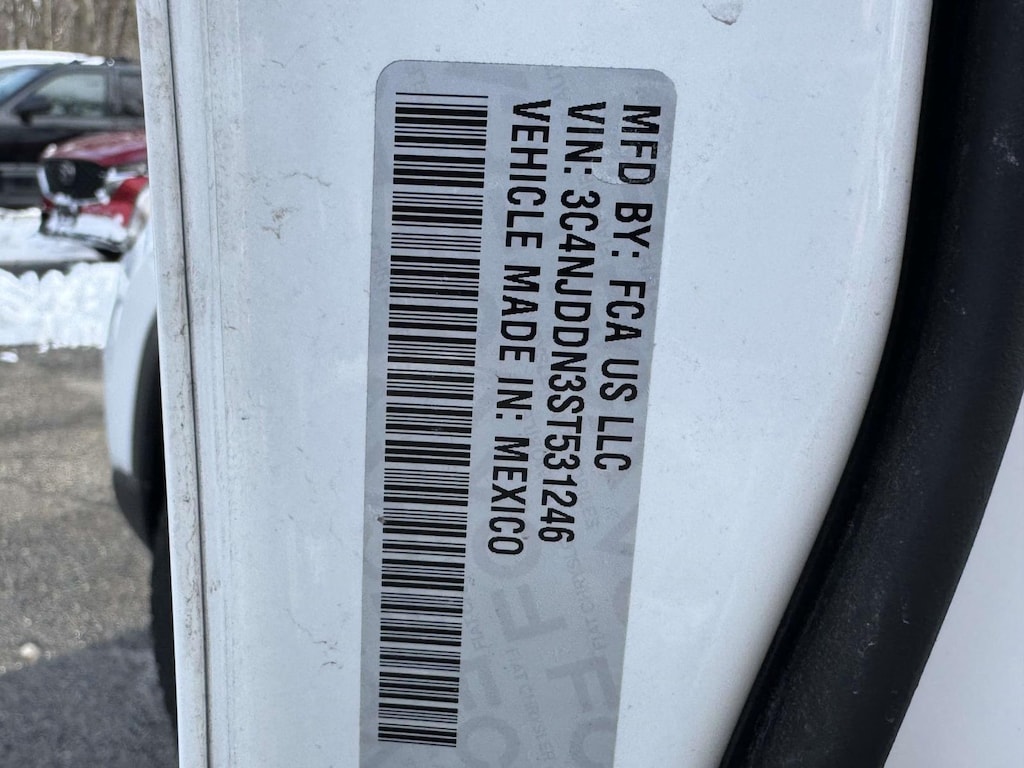 MFD BY: FCA US LLC
VIN: 3C4NJDDN3ST531246
VEHICLE MADE IN: MEXICO